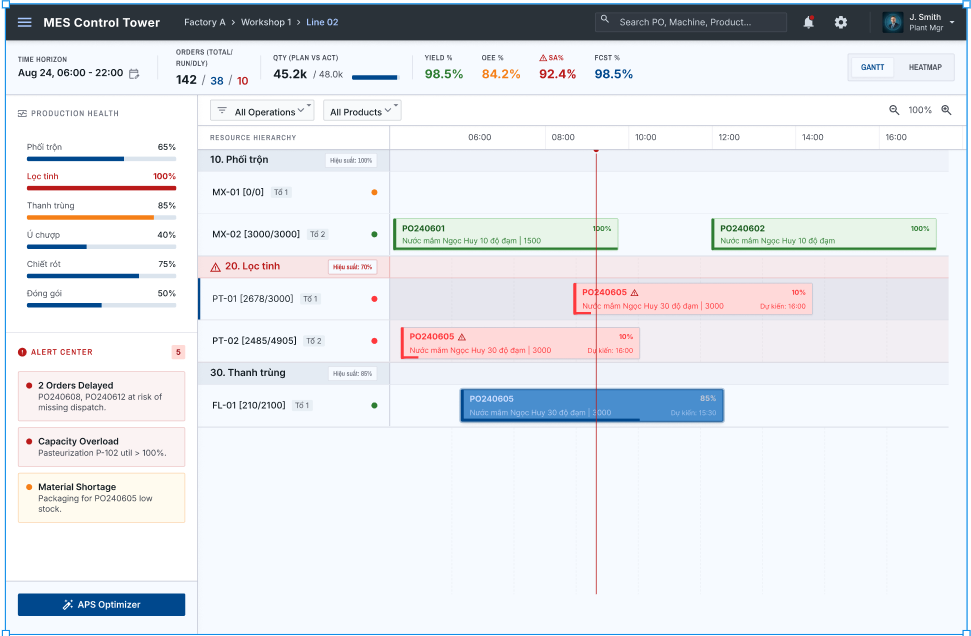 MES Control Tower
Factory A > Workshop 1 > Line 02
Search PO, Machine, Product...
J. Smith
Plant Mgr
TIME HORIZON
Aug 24, 06:00 - 22:00
ORDERS (TOTAL/
RUN/DLY)
142 / 38 / 10
QTY (PLAN VS ACT)
45.2k / 48.0k
YIELD %
98.5%
OEE %
84.2%
SA%
92.4%
FCST %
98.5%
GANTT
HEATMAP
PRODUCTION HEALTH
Phối trộn 65%
Lọc tinh 100%
Thanh trùng 85%
Ủ chượp 40%
Chiết rót 75%
Đóng gói 50%
ALERT CENTER 5
2 Orders Delayed
PO240608, PO240612 at risk of
missing dispatch.
Capacity Overload
Pasteurization P-102 util > 100%.
Material Shortage
Packaging for PO240605 low
stock.
APS Optimizer
All Operations
All Products
100%
RESOURCE HIERARCHY
06:00 08:00 10:00 12:00 14:00 16:00
10. Phối trộn Hiệu suất: 100%
MX-01 [0/0] Tổ 1
MX-02 [3000/3000] Tổ 2
PO240601 100%
Nước mắm Ngọc Huy 10 độ đạm | 1500
PO240602 100%
Nước mắm Ngọc Huy 10 độ đạm
20. Lọc tinh Hiệu suất: 70%
PT-01 [2678/3000] Tổ 1
PO240605 10%
Nước mắm Ngọc Huy 30 độ đạm | 3000 Dự kiến: 16:00
PT-02 [2485/4905] Tổ 2
PO240605 10%
Nước mắm Ngọc Huy 30 độ đạm | 3000 Dự kiến: 16:00
30. Thanh trùng Hiệu suất: 85%
FL-01 [210/2100] Tổ 1
PO240605 85%
Nước mắm Ngọc Huy 30 độ đạm | 3000 Dự kiến: 15:30